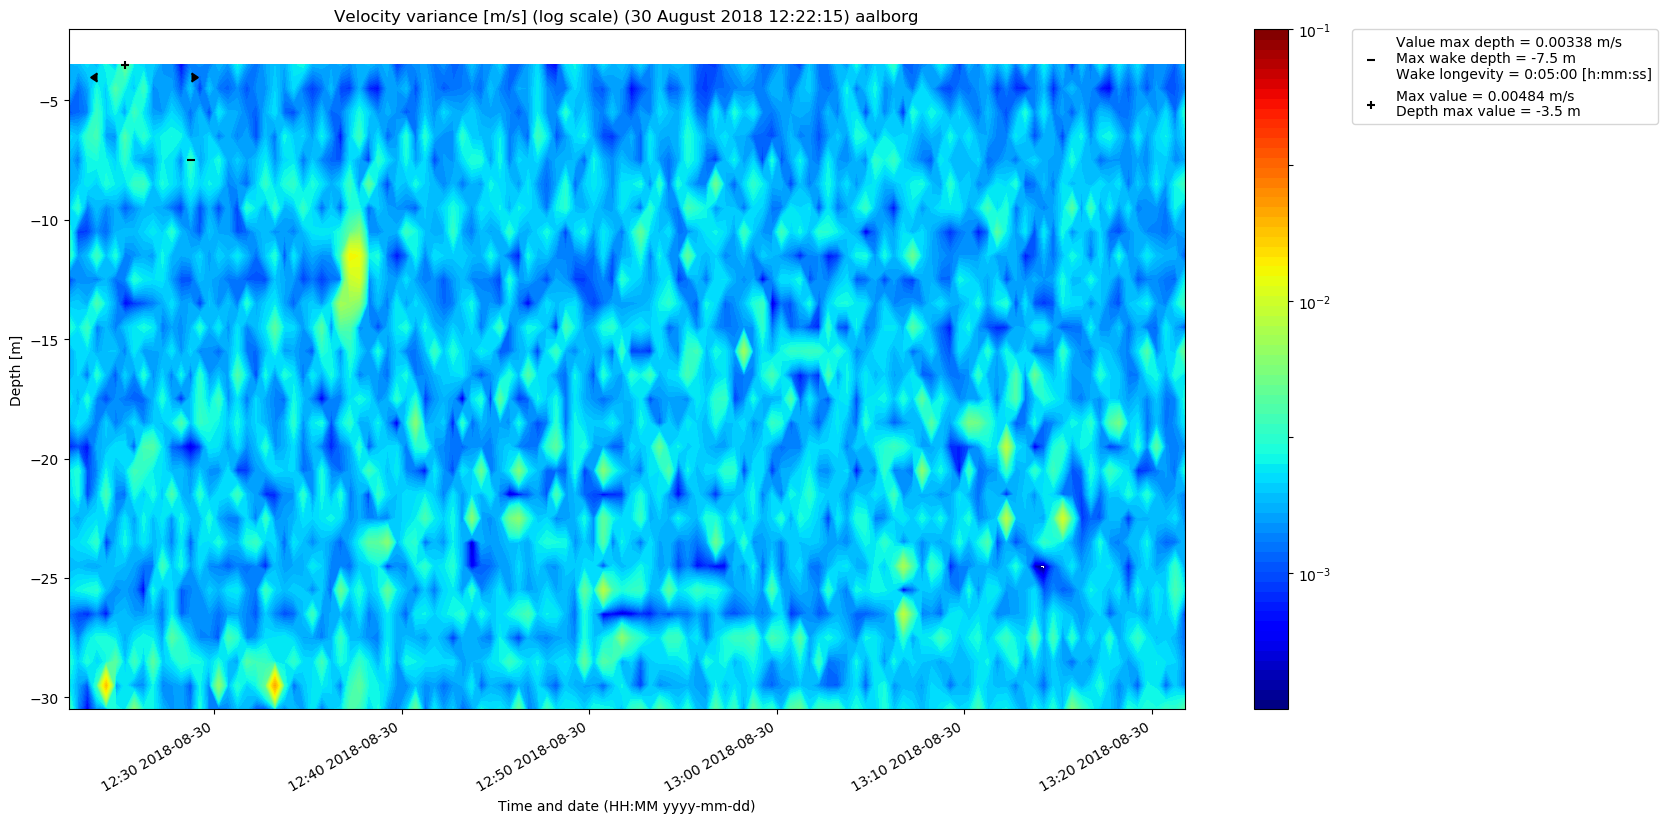 Velocity variance [m/s] (log scale) (30 August 2018 12:22:15) aalborg
Depth [m]
−5
−10
−15
−20
−25
−30
12:30 2018-08-30
12:40 2018-08-30
12:50 2018-08-30
13:00 2018-08-30
13:10 2018-08-30
13:20 2018-08-30
Time and date (HH:MM yyyy-mm-dd)
10⁻¹
10⁻²
10⁻³
Value max depth = 0.00338 m/s
Max wake depth = -7.5 m
Wake longevity = 0:05:00 [h:mm:ss]
Max value = 0.00484 m/s
Depth max value = -3.5 m